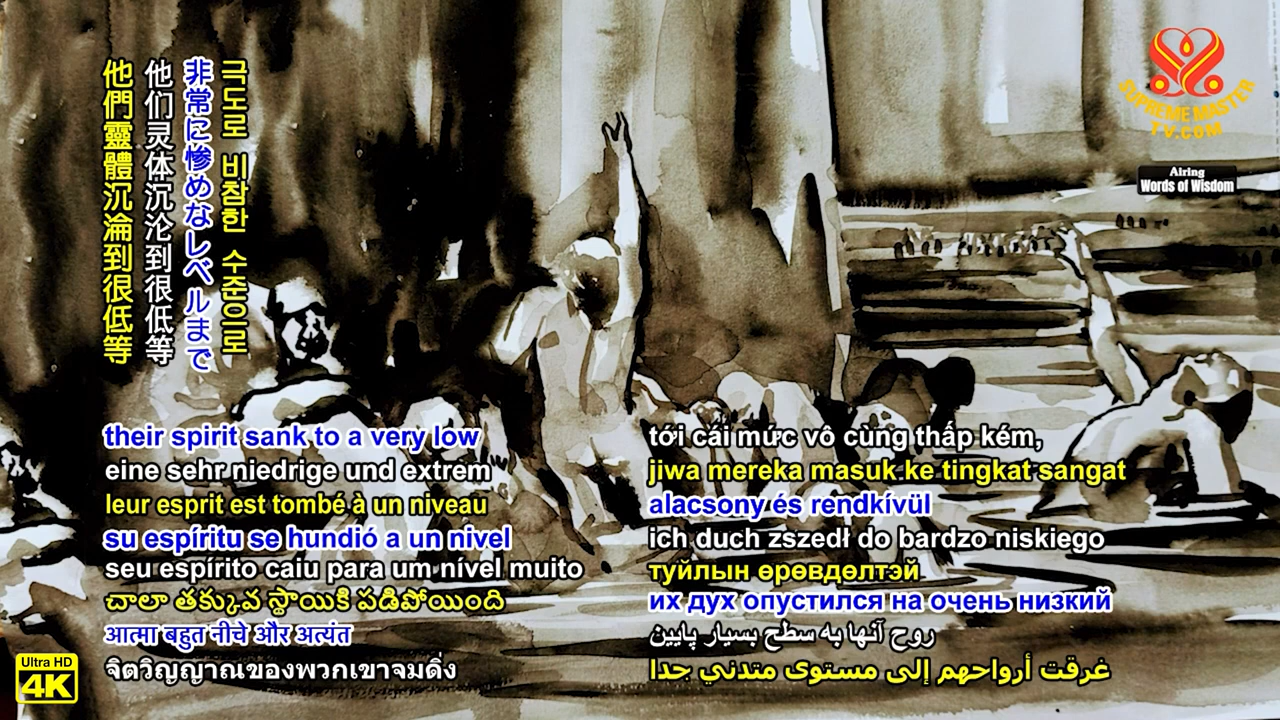 他們靈體沉淪到很低等
他们灵体沉沦到很低等
非常に惨めなレベルまで
극도로 비참한 수준으로
their spirit sank to a very low
eine sehr niedrige und extrem
leur esprit est tombé à un niveau
su espíritu se hundió a un nivel
seu espírito caiu para um nível muito
చాలా తక్కువ స్థాయికి పడిపోయింది
आत्मा बहुत नीचे और अत्यंत
จิตวิญญาณของพวกเขาจมดิ่ง
tới cái mức vô cùng thấp kém,
jiwa mereka masuk ke tingkat sangat
alacsony és rendkívül
ich duch zszedł do bardzo niskiego
туйлын өрөвдөлтэй
их дух опустился на очень низкий
روح آنها به سطح بسیار پایین
غرقت أرواحهم إلى مستوى متدني جدا
SUPREME MASTER
TV.COM
Airing
Words of Wisdom
Ultra HD
4K